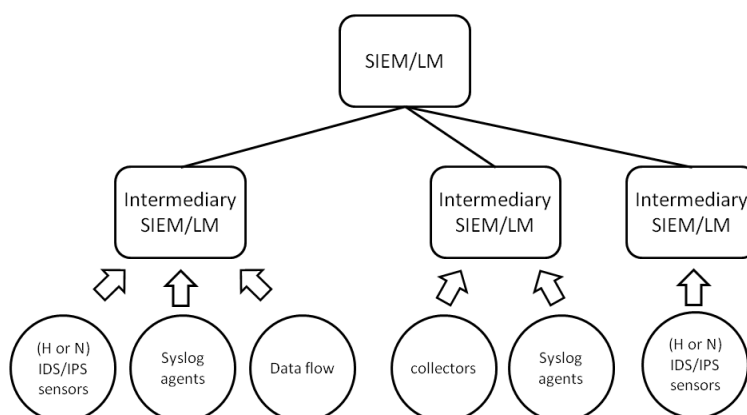 SIEM/LM
Intermediary
SIEM/LM
Intermediary
SIEM/LM
Intermediary
SIEM/LM
(H or N)
IDS/IPS
sensors
Syslog
agents
Data flow
collectors
Syslog
agents
(H or N)
IDS/IPS
sensors